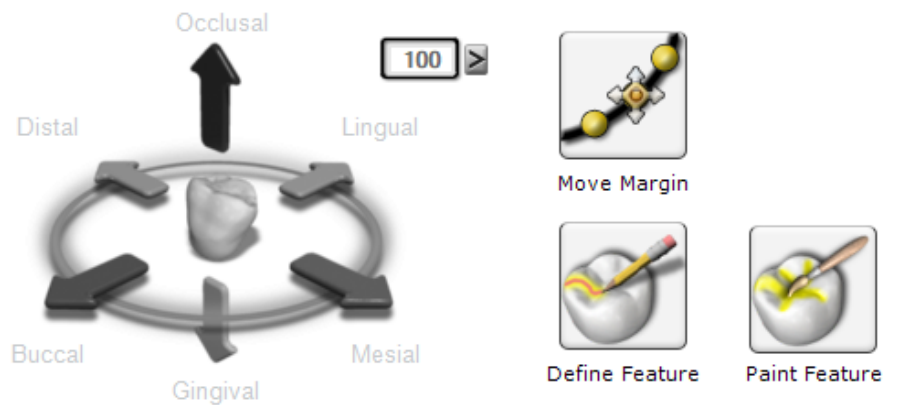 Occlusal
100 >
Distal
Lingual
Move Margin
Buccal
Mesial
Define Feature
Paint Feature
Gingival